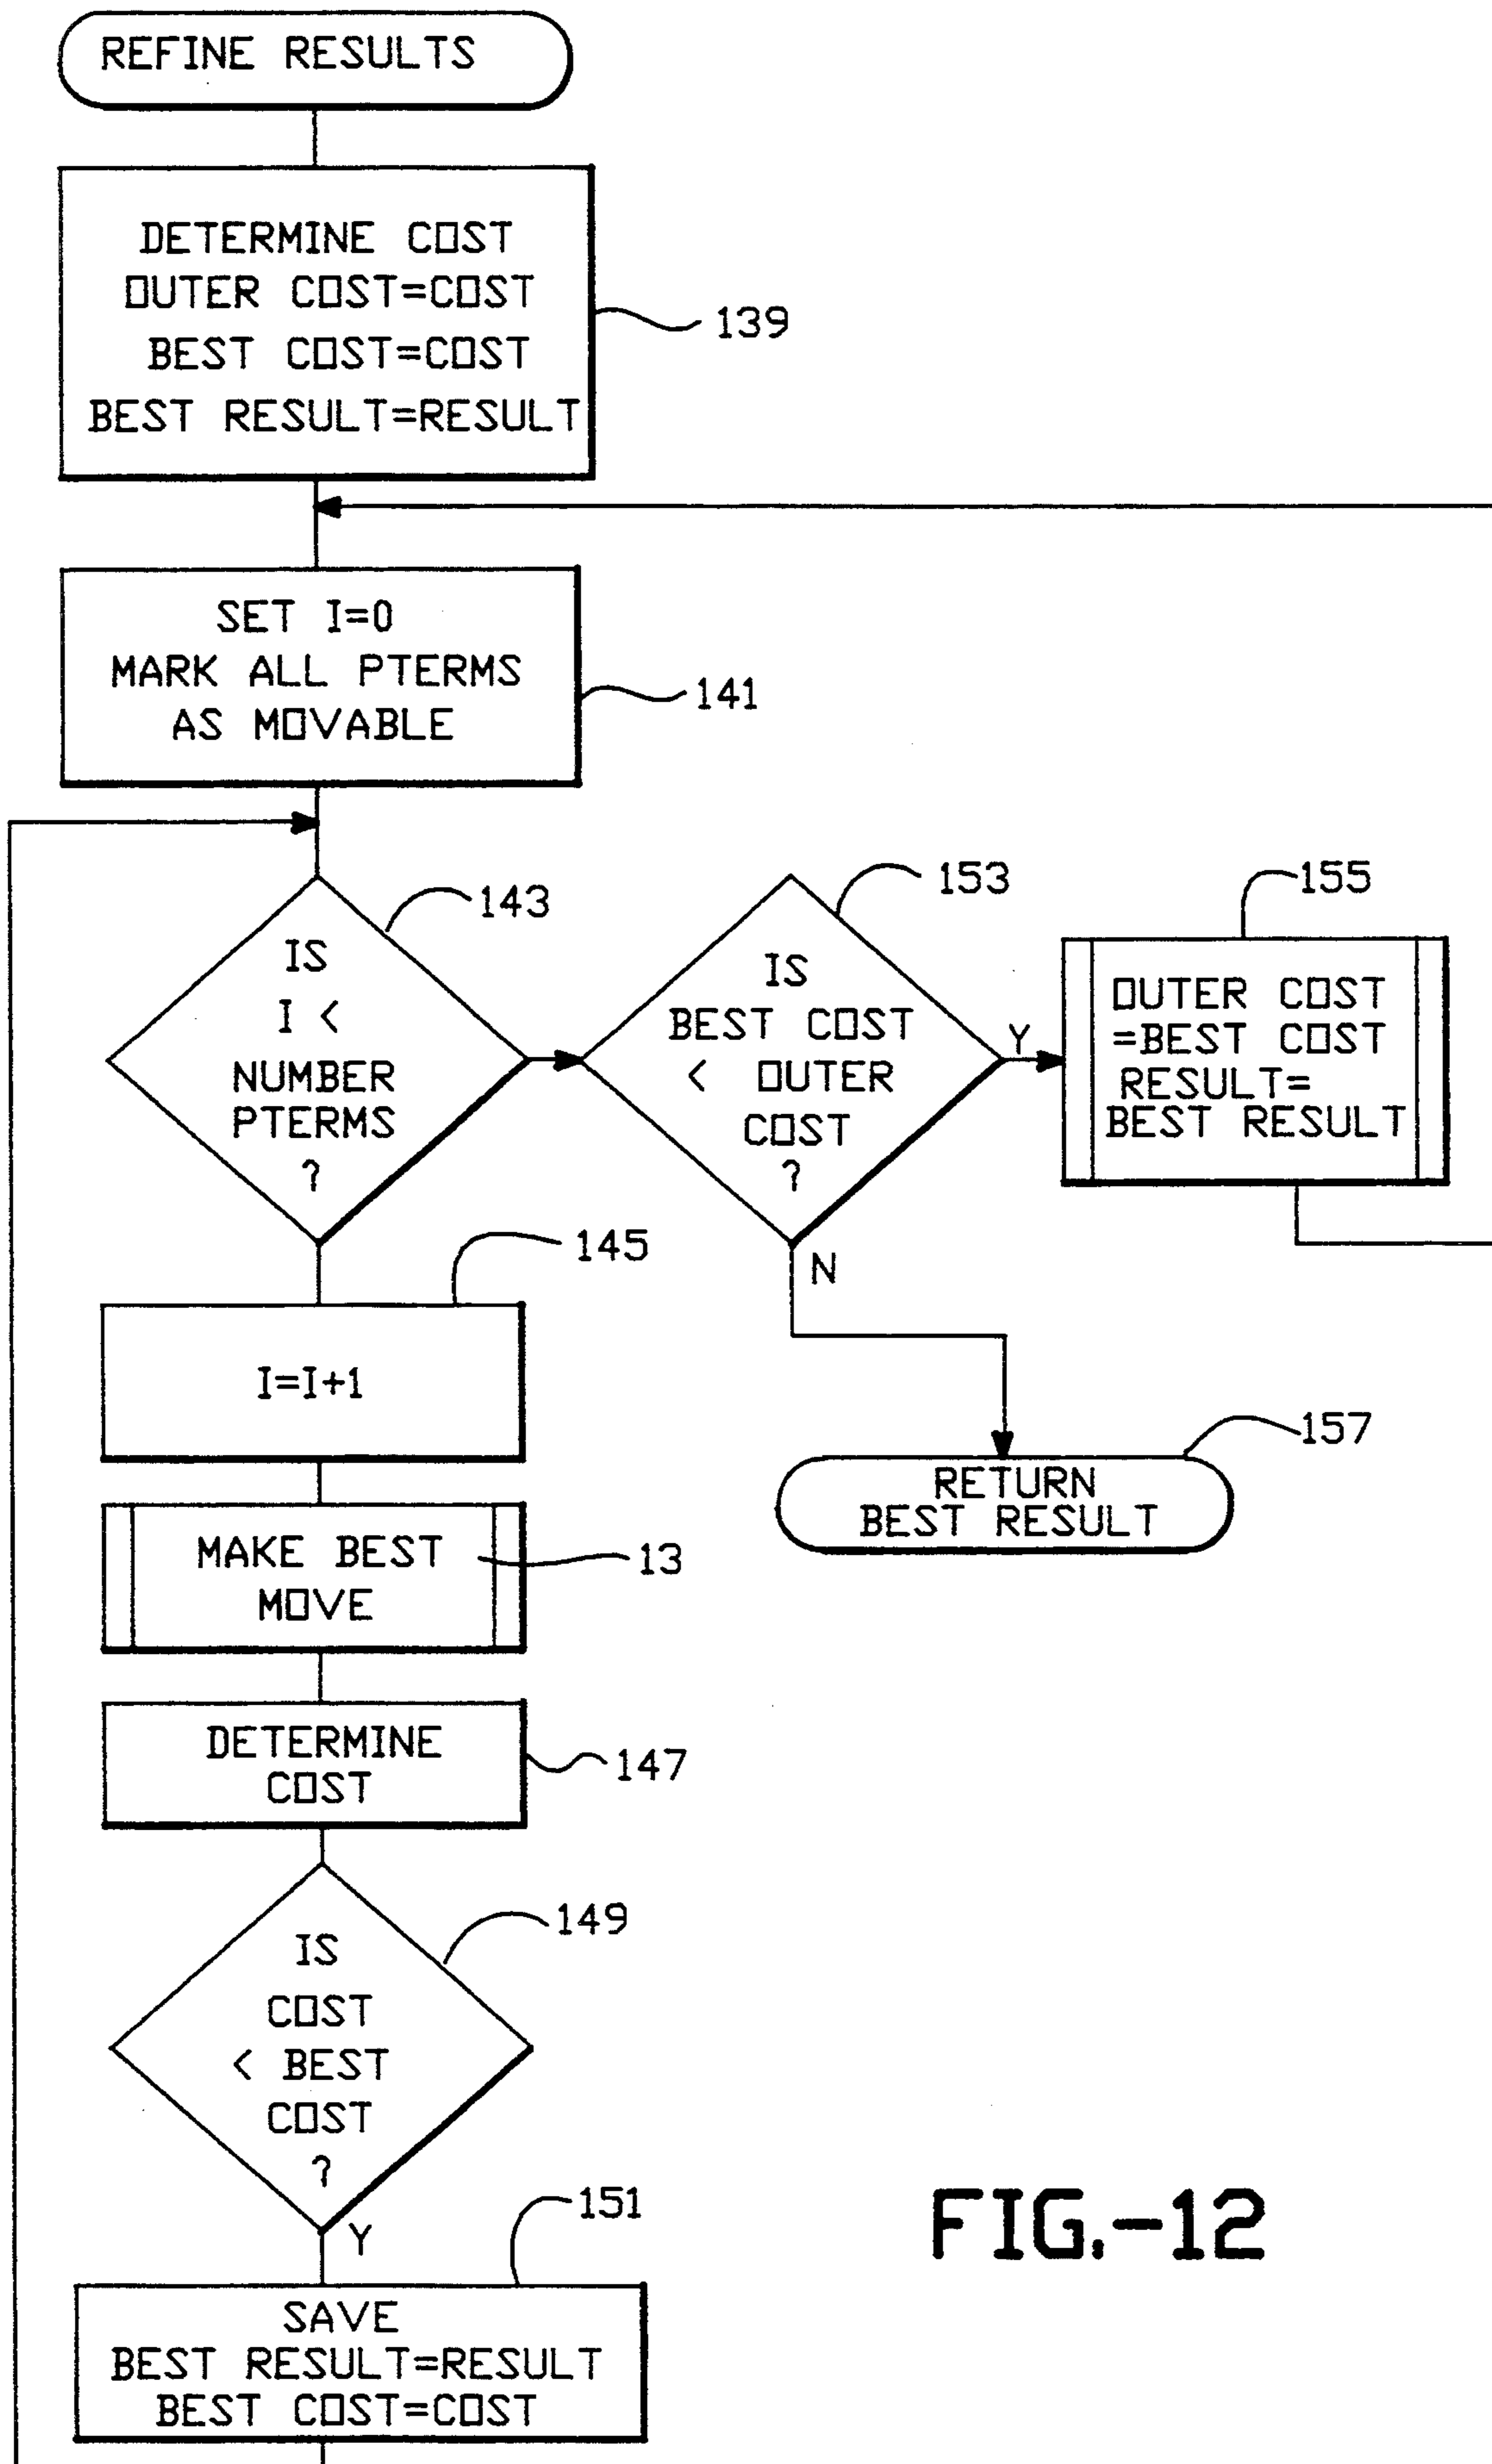 REFINE RESULTS
DETERMINE COST
OUTER COST=COST
BEST COST=COST
BEST RESULT=RESULT
139
SET I=0
MARK ALL PTERMS
AS MOVABLE
141
IS
I <
NUMBER
PTERMS
?
143
IS
BEST COST
< OUTER
COST
?
153
Y
N
155
OUTER COST
=BEST COST
RESULT=
BEST RESULT
145
I=I+1
157
RETURN
BEST RESULT
MAKE BEST
MOVE
13
DETERMINE
COST
147
IS
COST
< BEST
COST
?
149
Y
151
SAVE
BEST RESULT=RESULT
BEST COST=COST
FIG.-12